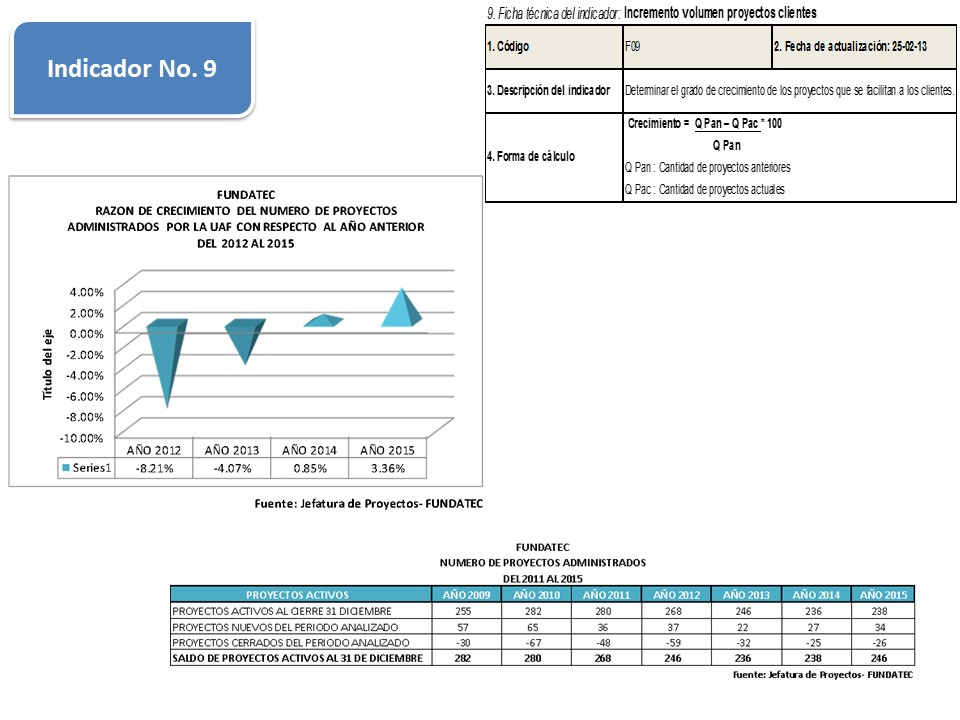 Indicador No. 9
9. Ficha técnica del indicador: Incremento volumen proyectos clientes
1. Código F09 2. Fecha de actualización: 25-02-13
3. Descripción del indicador Determinar el grado de crecimiento de los proyectos que se facilitan a los clientes.
4. Forma de cálculo
Crecimiento = Q Pan – Q Pac * 100
Q Pan
Q Pan : Cantidad de proyectos anteriores
Q Pac : Cantidad de proyectos actuales
FUNDATEC
RAZON DE CRECIMIENTO DEL NUMERO DE PROYECTOS
ADMINISTRADOS POR LA UAF CON RESPECTO AL AÑO ANTERIOR
DEL 2012 AL 2015
Título del eje
4.00%
2.00%
0.00%
-2.00%
-4.00%
-6.00%
-8.00%
-10.00%
AÑO 2012 AÑO 2013 AÑO 2014 AÑO 2015
Series1 -8.21% -4.07% 0.85% 3.36%
Fuente: Jefatura de Proyectos- FUNDATEC
FUNDATEC
NUMERO DE PROYECTOS ADMINISTRADOS
DEL 2011 AL 2015
PROYECTOS ACTIVOS AÑO 2009 AÑO 2010 AÑO 2011 AÑO 2012 AÑO 2013 AÑO 2014 AÑO 2015
PROYECTOS ACTIVOS AL CIERRE 31 DICIEMBRE 255 282 280 268 246 236 238
PROYECTOS NUEVOS DEL PERIODO ANALIZADO 57 65 36 37 22 27 34
PROYECTOS CERRADOS DEL PERIODO ANALIZADO -30 -67 -48 -59 -32 -25 -26
SALDO DE PROYECTOS ACTIVOS AL 31 DE DICIEMBRE 282 280 268 246 236 238 246
Fuente: Jefatura de Proyectos- FUNDATEC